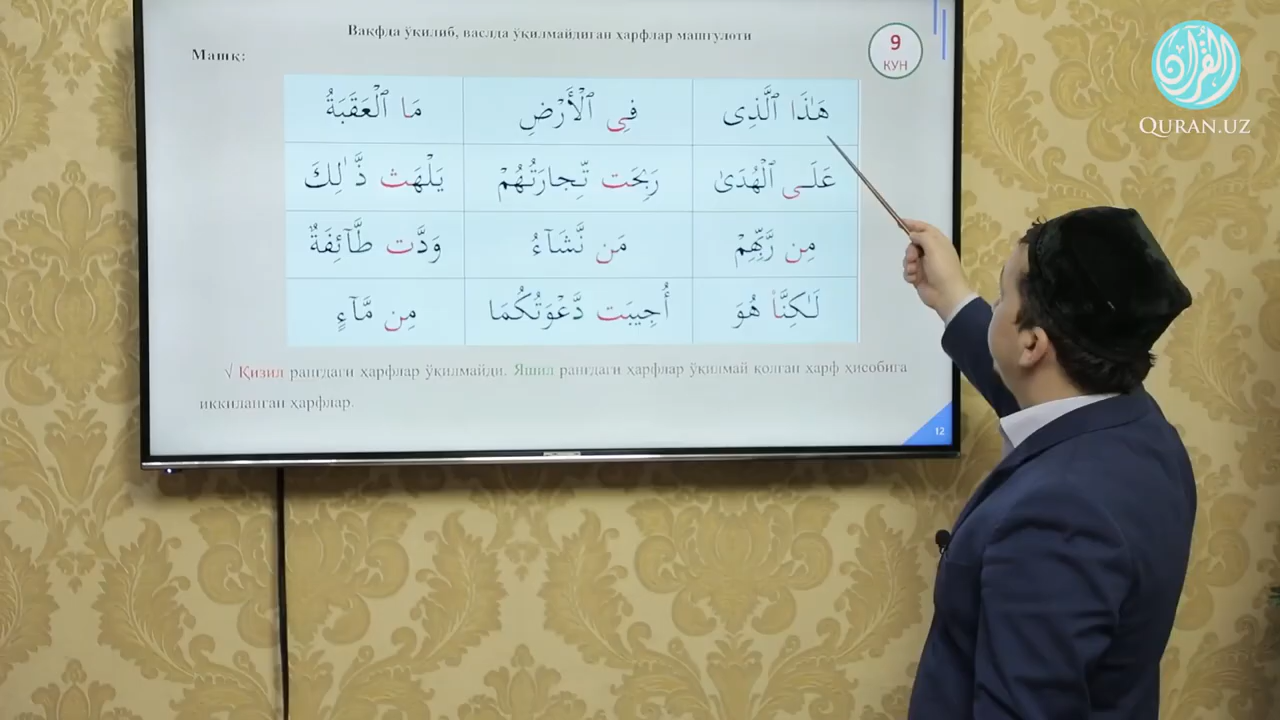 Вақфда ўқилиб, васлда ўқилмайдиган ҳарфлар машғулоти
Машқ:
9
КУН
هَٰذَا ٱلَّذِى فِى ٱلْأَرْضِ مَا ٱلْعَقَبَةُ
عَلَى ٱلْهُدَىٰ رَبِحَت تِّجَارَتُهُمْ يَلْهَث ذَّٰلِكَ
مِن رَّبِّهِمْ مَن نَّشَآءُ وَدَّت طَّآئِفَةٌ
لَٰكِنَّا۠ هُوَ أُجِيبَت دَّعْوَتُكُمَا مِن مَّآءٍ
√ Қизил рангдаги ҳарфлар ўқилмайди. Яшил рангдаги ҳарфлар ўқилмай қолган ҳарф ҳисобига
иккиланган ҳарфлар.
12
القرآن
QURAN.UZ